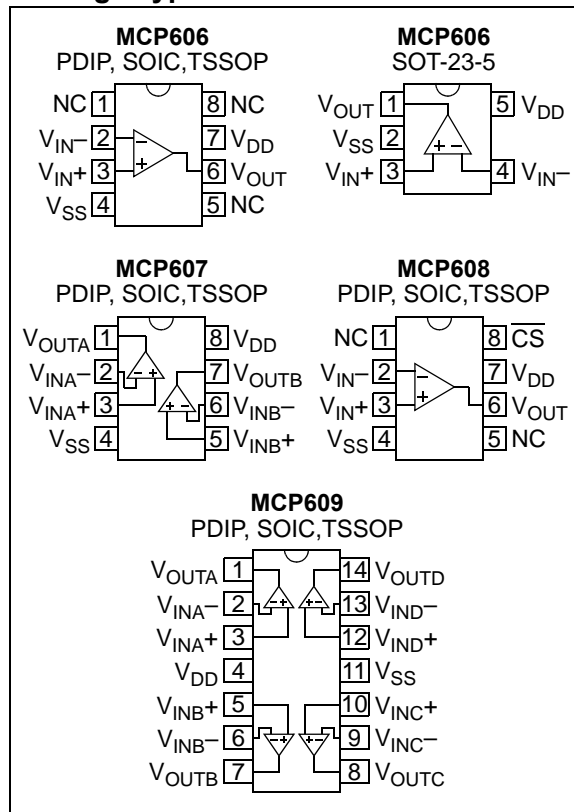 MCP606
PDIP, SOIC,TSSOP
NC 1
8 NC
VIN– 2
7 VDD
VIN+ 3
6 VOUT
VSS 4
5 NC
– +
MCP606
SOT-23-5
VOUT 1
5 VDD
VSS 2
VIN+ 3
4 VIN–
+ –
MCP607
PDIP, SOIC,TSSOP
VOUTA 1
8 VDD
VINA– 2
7 VOUTB
VINA+ 3
6 VINB–
VSS 4
5 VINB+
- +
+ -
MCP608
PDIP, SOIC,TSSOP
NC 1
8 CS
VIN– 2
7 VDD
VIN+ 3
6 VOUT
VSS 4
5 NC
– +
MCP609
PDIP, SOIC,TSSOP
VOUTA 1
14 VOUTD
VINA– 2
13 VIND–
VINA+ 3
12 VIND+
VDD 4
11 VSS
VINB+ 5
10 VINC+
VINB– 6
9 VINC–
VOUTB 7
8 VOUTC
- +
+ -
- +
+ -